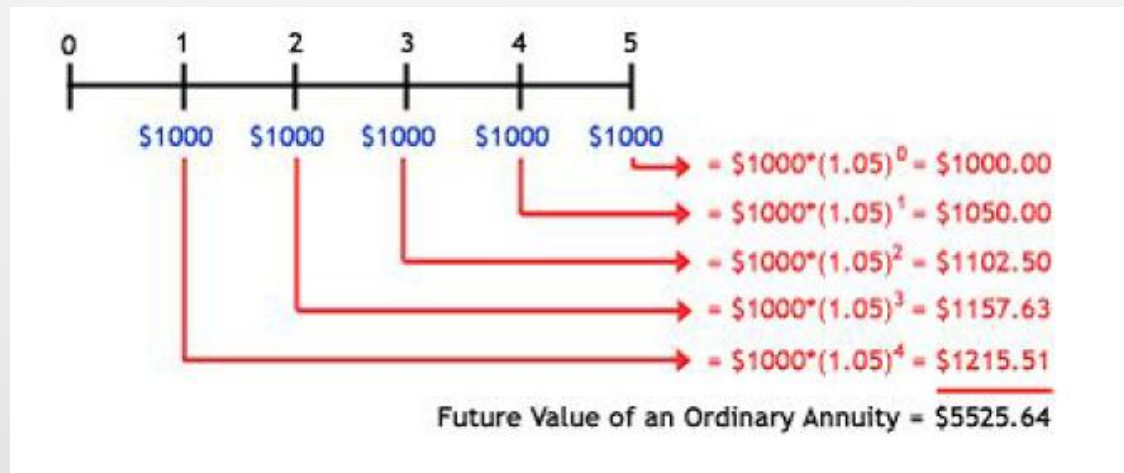 0 1 2 3 4 5
$1000 $1000 $1000 $1000 $1000
= $1000*(1.05)⁰ = $1000.00
= $1000*(1.05)¹ = $1050.00
= $1000*(1.05)² = $1102.50
= $1000*(1.05)³ = $1157.63
= $1000*(1.05)⁴ = $1215.51
Future Value of an Ordinary Annuity = $5525.64